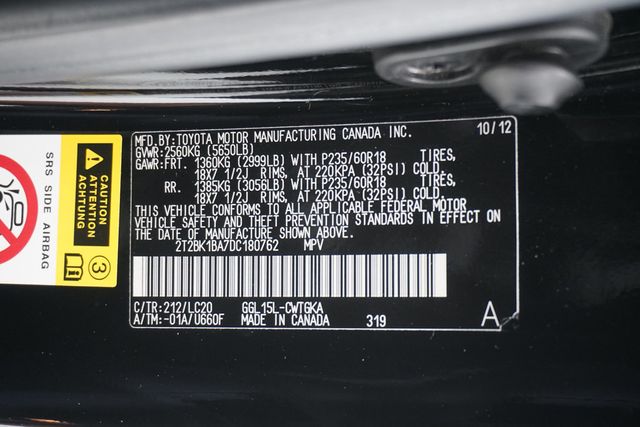 SRS SIDE AIRBAG
CAUTION
ATTENTION
ACHTUNG
3
MFD.BY:TOYOTA MOTOR MANUFACTURING CANADA INC. 10/12
GVWR:2560KG (5650LB)
GAWR:FRT. 1360KG (2999LB) WITH P235/60R18 TIRES,
18X7 1/2J RIMS, AT 220KPA (32PSI) COLD
RR. 1385KG (3056LB) WITH P235/60R18 TIRES,
18X7 1/2J RIMS, AT 220KPA (32PSI) COLD.
THIS VEHICLE CONFORMS TO ALL APPLICABLE FEDERAL MOTOR
VEHICLE SAFETY AND THEFT PREVENTION STANDARDS IN EFFECT ON
THE DATE OF MANUFACTURE SHOWN ABOVE.
2T2BK1BA7DC180762 MPV
C/TR:212/LC20 GGL15L-CWTGKA
A/TM:-01A/U660F MADE IN CANADA 319 A